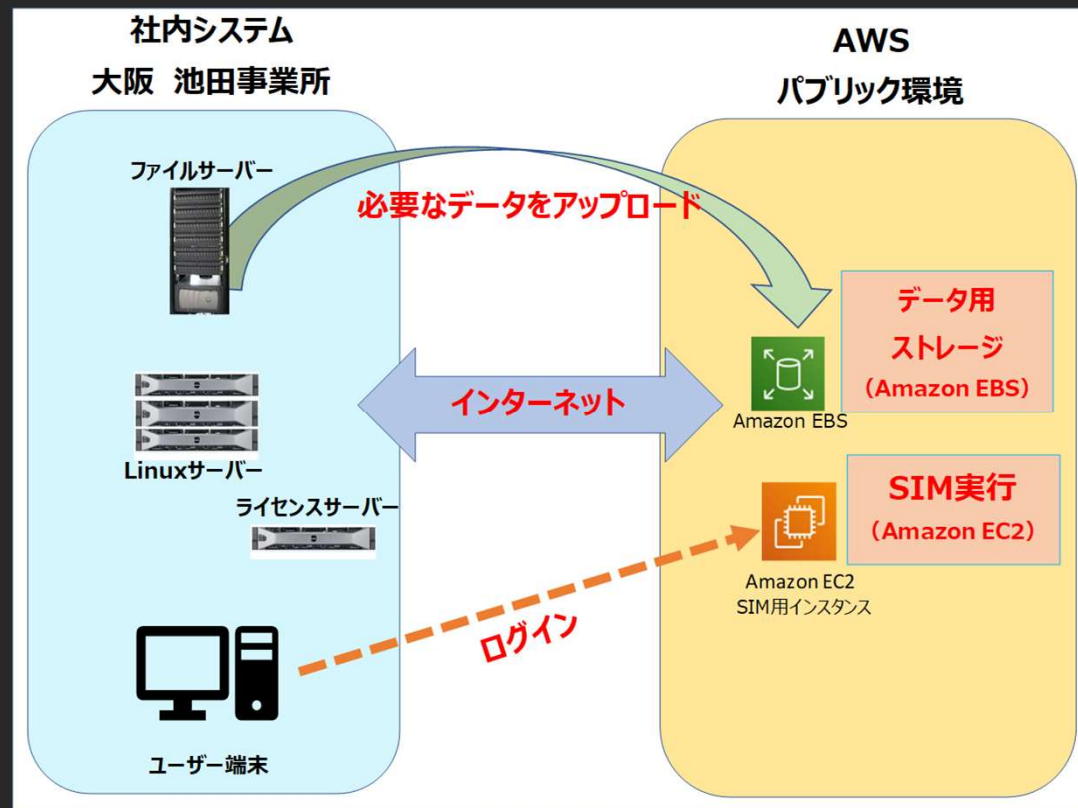 社内システム
大阪 池田事業所
AWS
パブリック環境
ファイルサーバー
必要なデータをアップロード
データ用
ストレージ
（Amazon EBS）
Amazon EBS
インターネット
Linuxサーバー
ライセンスサーバー
SIM実行
（Amazon EC2）
Amazon EC2
SIM用インスタンス
ログイン
ユーザー端末